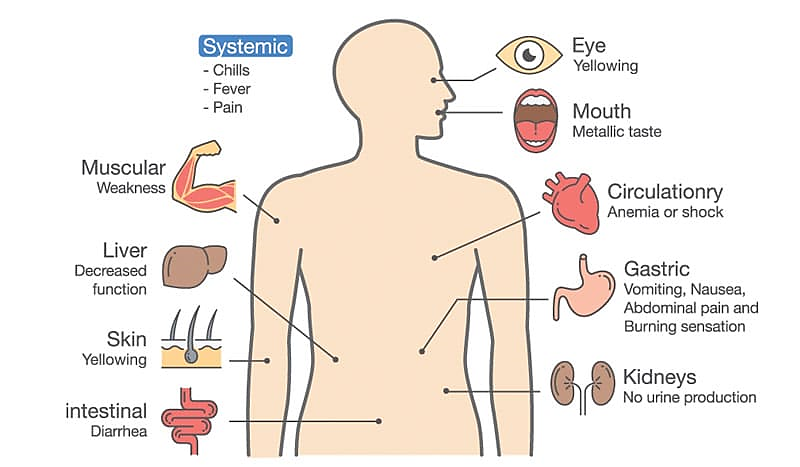 Systemic
- Chills
- Fever
- Pain
Eye
Yellowing
Mouth
Metallic taste
Muscular
Weakness
Circulationry
Anemia or shock
Liver
Decreased
function
Gastric
Vomiting, Nausea,
Abdominal pain and
Burning sensation
Skin
Yellowing
Kidneys
No urine production
intestinal
Diarrhea